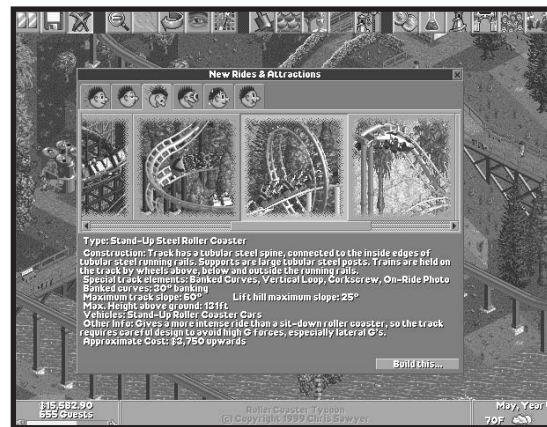 New Rides & Attractions
Type: Stand-Up Steel Roller Coaster
Construction: Track has a tubular steel spine, connected to the inside edges of
tubular steel running rails. Supports are large tubular steel posts. Trains are held on
the track by wheels above, below and outside the running rails.
Special track elements: Banked Curves, Vertical Loop, Corkscrew, On-Ride Photo
Banked curves: 30° banking
Maximum track slope: 60° Lift hill maximum slope: 25°
Max. Height above ground: 131ft
Vehicles: Stand-Up Roller Coaster Cars
Other Info: Gives a more intense ride than a sit-down roller coaster, so the track
requires careful design to avoid high G forces, especially lateral G's.
Approximate Cost: $3,750 upwards
Build this...
$15,582.90
655 Guests
Roller Coaster Tycoon
(c) Copyright 1999 Chris Sawyer
May, Year
70F